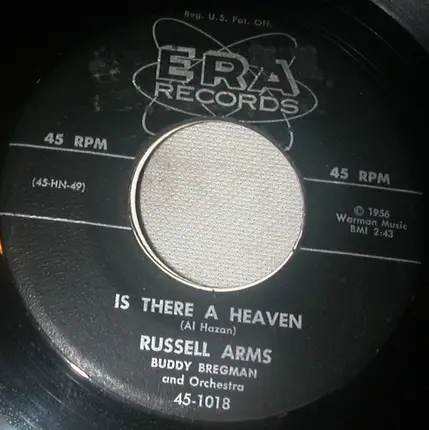 Reg. U.S. Pat. Off.
ERA
RECORDS
45 RPM
(45-HN-49)
45 RPM
© 1956
Warman Music
BMI 2:43
IS THERE A HEAVEN
(Al Hazan)
RUSSELL ARMS
BUDDY BREGMAN
and Orchestra
45-1018